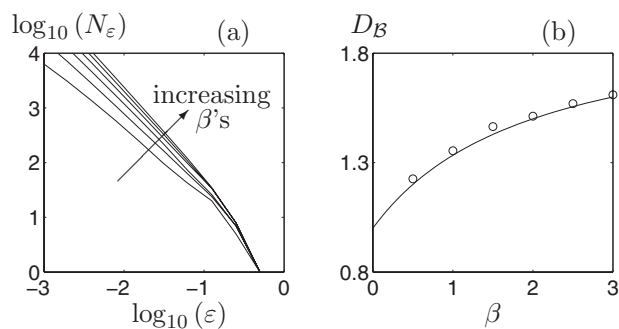 log₁₀ (Nε)
(a)
4
3
2
1
0
increasing
β's
−3
−2
−1
0
log₁₀ (ε)
D_B
(b)
1.8
1.3
0.8
0
1
2
3
β